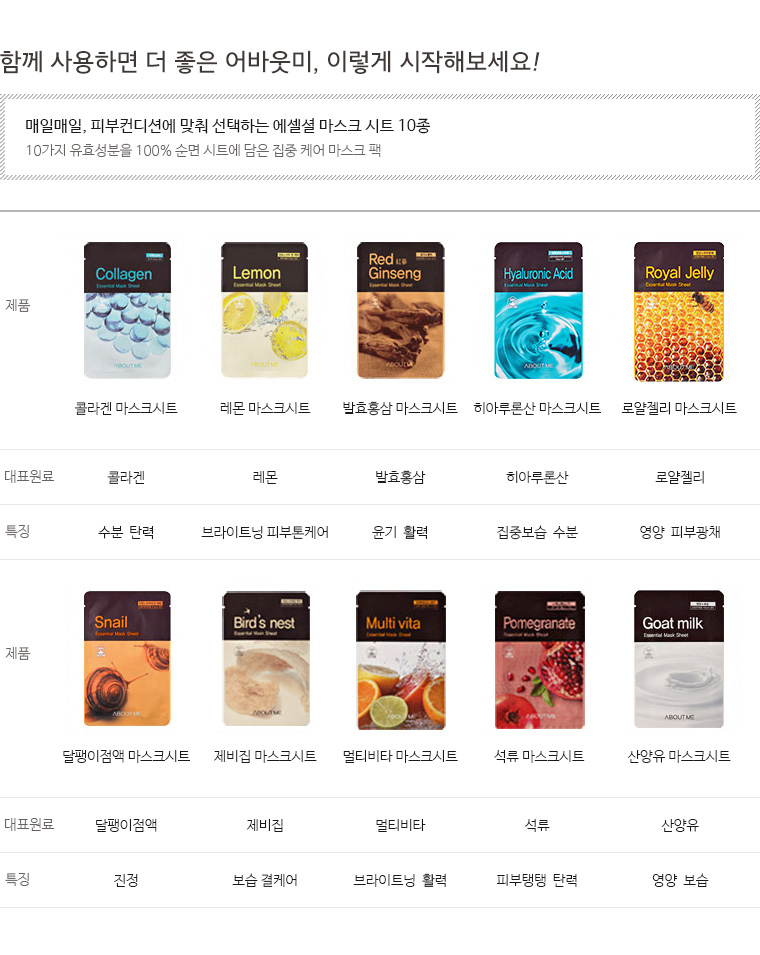 함께 사용하면 더 좋은 어바웃미, 이렇게 시작해보세요!
매일매일, 피부컨디션에 맞춰 선택하는 에셀셜 마스크 시트 10종
10가지 유효성분을 100% 순면 시트에 담은 집중 케어 마스크 팩
제품
Collagen
Essential Mask Sheet
ABOUT ME
Lemon
Essential Mask Sheet
ABOUT ME
Red 紅蔘
Ginseng
Essential Mask Sheet
ABOUT ME
Hyaluronic Acid
Essential Mask Sheet
ABOUT ME
Royal Jelly
Essential Mask Sheet
ABOUT ME
콜라겐 마스크시트 레몬 마스크시트 발효홍삼 마스크시트 히아루론산 마스크시트 로얄젤리 마스크시트
대표원료 콜라겐 레몬 발효홍삼 히아루론산 로얄젤리
특징 수분 탄력 브라이트닝 피부톤케어 윤기 활력 집중보습 수분 영양 피부광채
제품
Snail
Essential Mask Sheet
ABOUT ME
Bird's nest
Essential Mask Sheet
ABOUT ME
Multi vita
Essential Mask Sheet
ABOUT ME
Pomegranate
Essential Mask Sheet
ABOUT ME
Goat milk
Essential Mask Sheet
ABOUT ME
달팽이점액 마스크시트 제비집 마스크시트 멀티비타 마스크시트 석류 마스크시트 산양유 마스크시트
대표원료 달팽이점액 제비집 멀티비타 석류 산양유
특징 진정 보습 결케어 브라이트닝 활력 피부탱탱 탄력 영양 보습